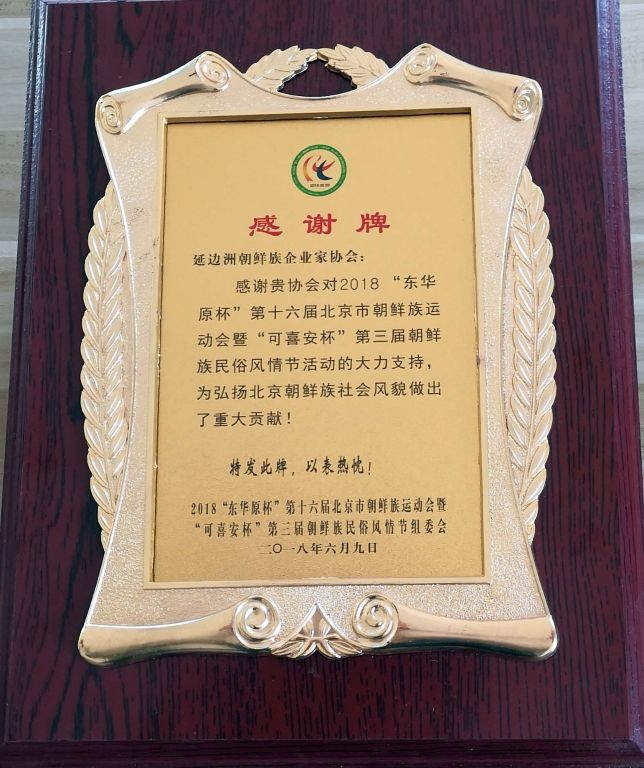 感谢牌
延边洲朝鲜族企业家协会：
感谢贵协会对2018 “东华
原杯”第十六届北京市朝鲜族运
动会暨“可喜安杯”第三届朝鲜
族民俗风情节活动的大力支持，
为弘扬北京朝鲜族社会风貌做出
了重大贡献！
特发此牌，以表热忱！
2018“东华原杯”第十六届北京市朝鲜族运动会暨
“可喜安杯”第三届朝鲜族民俗风情节组委会
二〇一八年六月九日